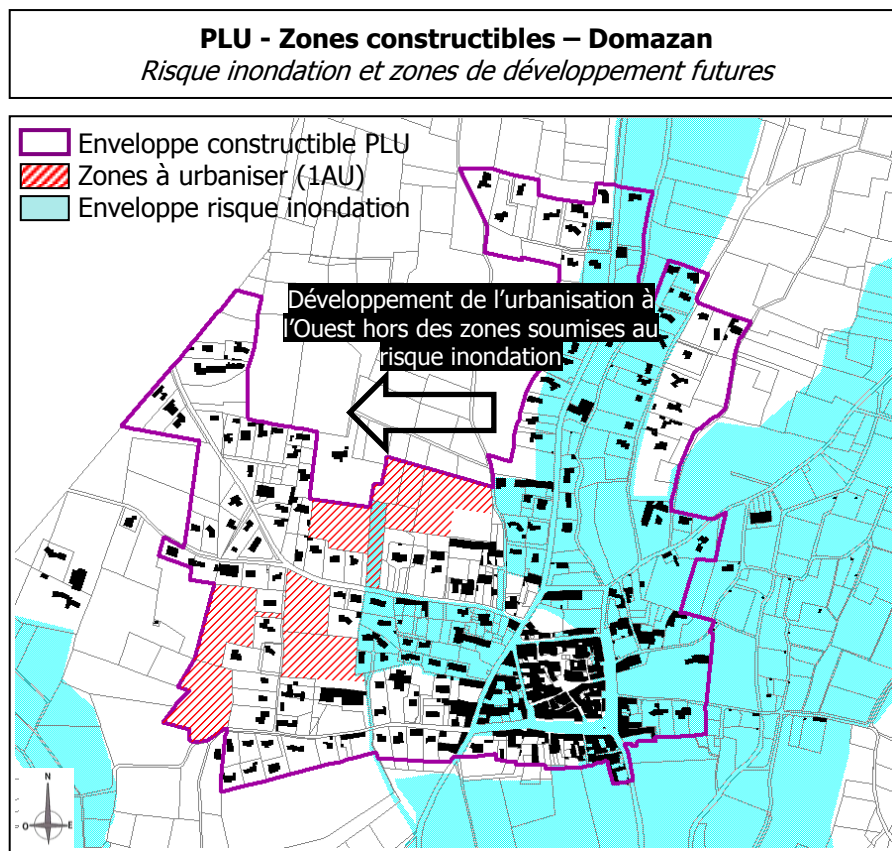 PLU - Zones constructibles – Domazan
Risque inondation et zones de développement futures
Enveloppe constructible PLU
Zones à urbaniser (1AU)
Enveloppe risque inondation
Développement de l'urbanisation à
l'Ouest hors des zones soumises au
risque inondation
N
O
E